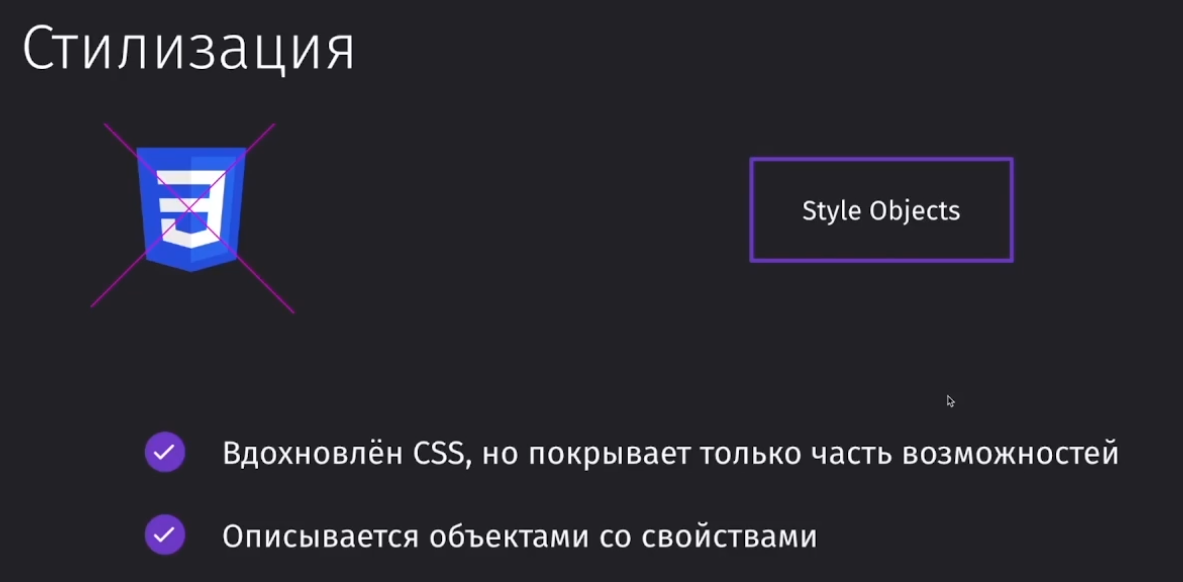 Стилизация
Style Objects
Вдохновлён CSS, но покрывает только часть возможностей
Описывается объектами со свойствами